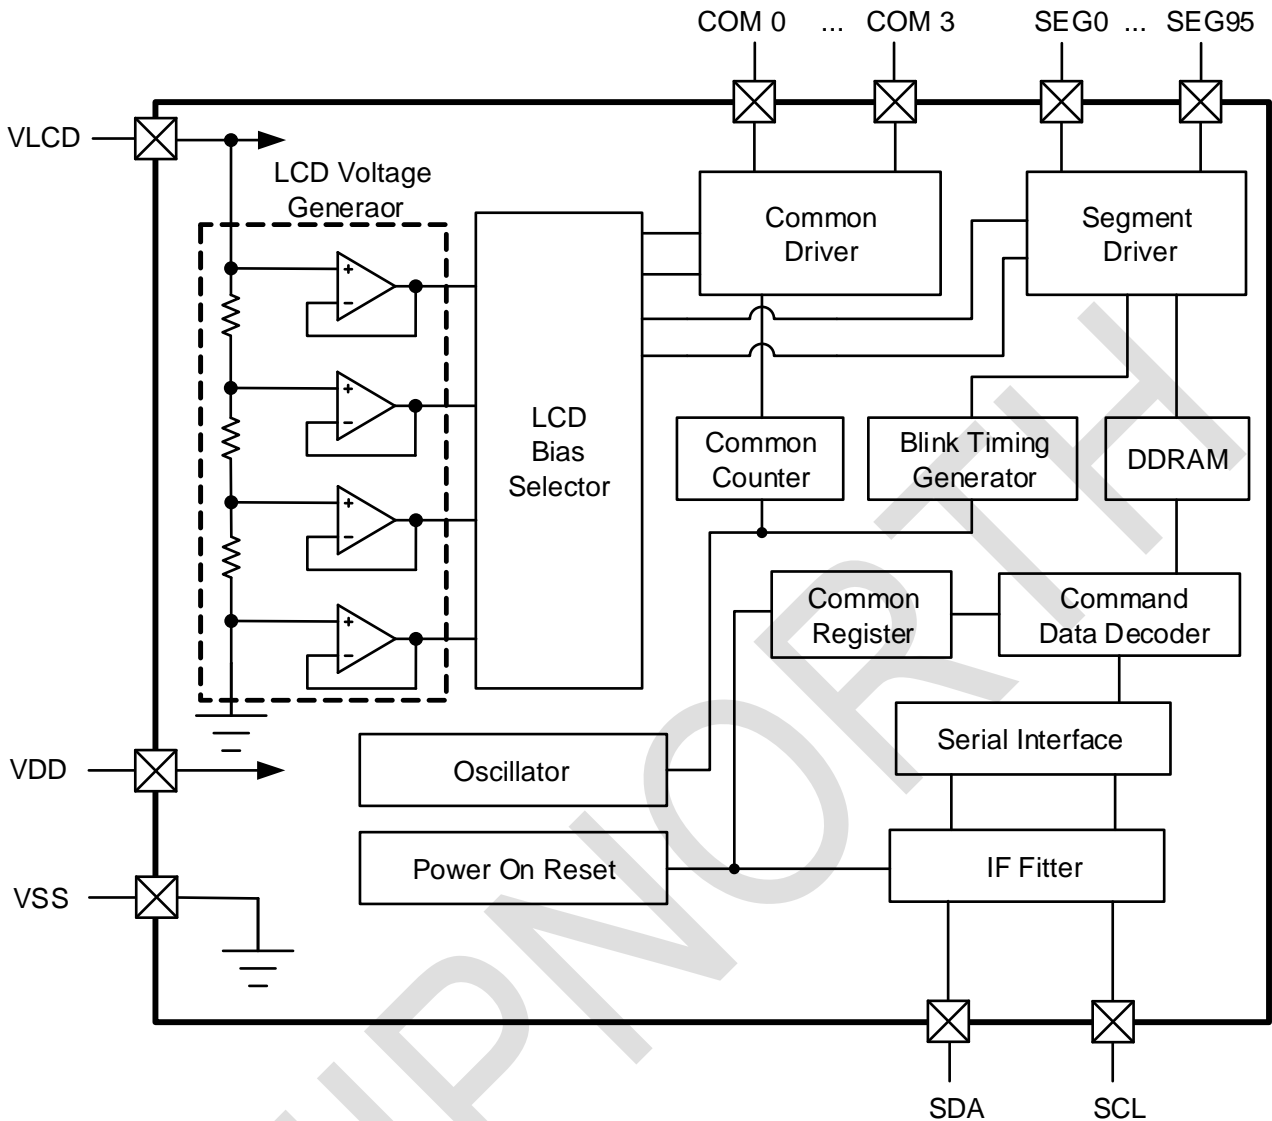 COM 0 ... COM 3 SEG0 ... SEG95
VLCD
LCD Voltage
Generaor
Common
Driver
Segment
Driver
LCD
Bias
Selector
Common
Counter
Blink Timing
Generator
DDRAM
Common
Register
Command
Data Decoder
Serial Interface
VDD
Oscillator
Power On Reset
IF Fitter
VSS
SDA SCL
+
−
+
−
+
−
+
−
IPNORTH